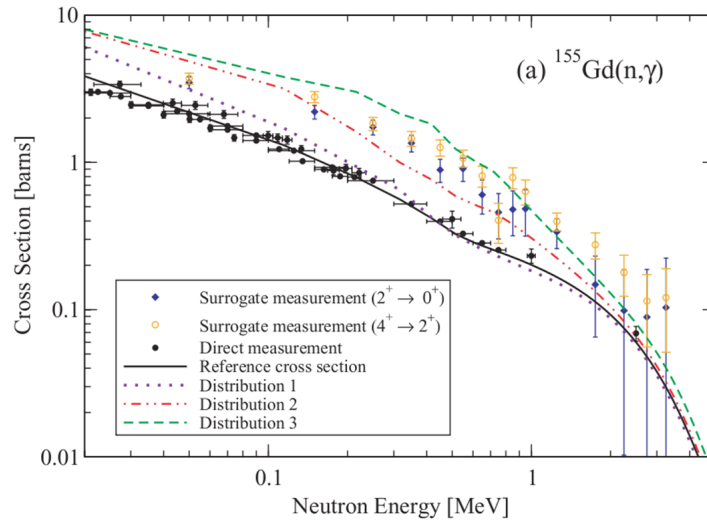 10
(a) ¹⁵⁵Gd(n,γ)
1
Cross Section [barns]
0.1
Surrogate measurement (2⁺ → 0⁺)
Surrogate measurement (4⁺ → 2⁺)
Direct measurement
Reference cross section
Distribution 1
Distribution 2
Distribution 3
0.01
0.1
1
Neutron Energy [MeV]